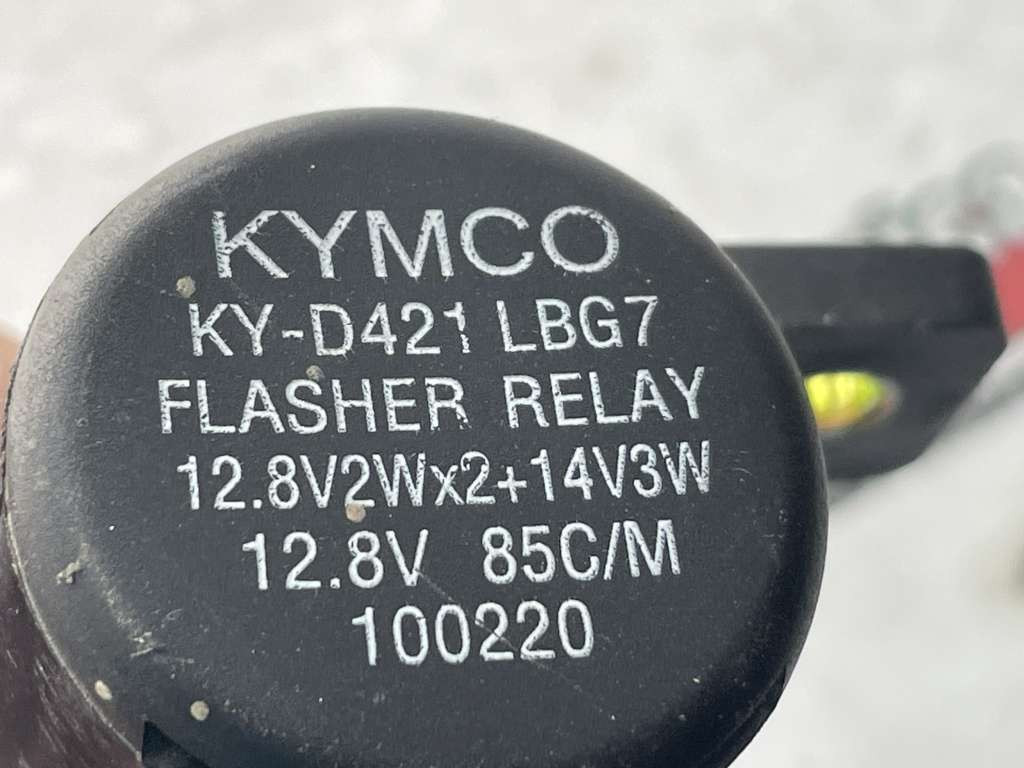 KYMCO
KY-D421 LBG7
FLASHER RELAY
12.8V2Wx2+14V3W
12.8V 85C/M
100220